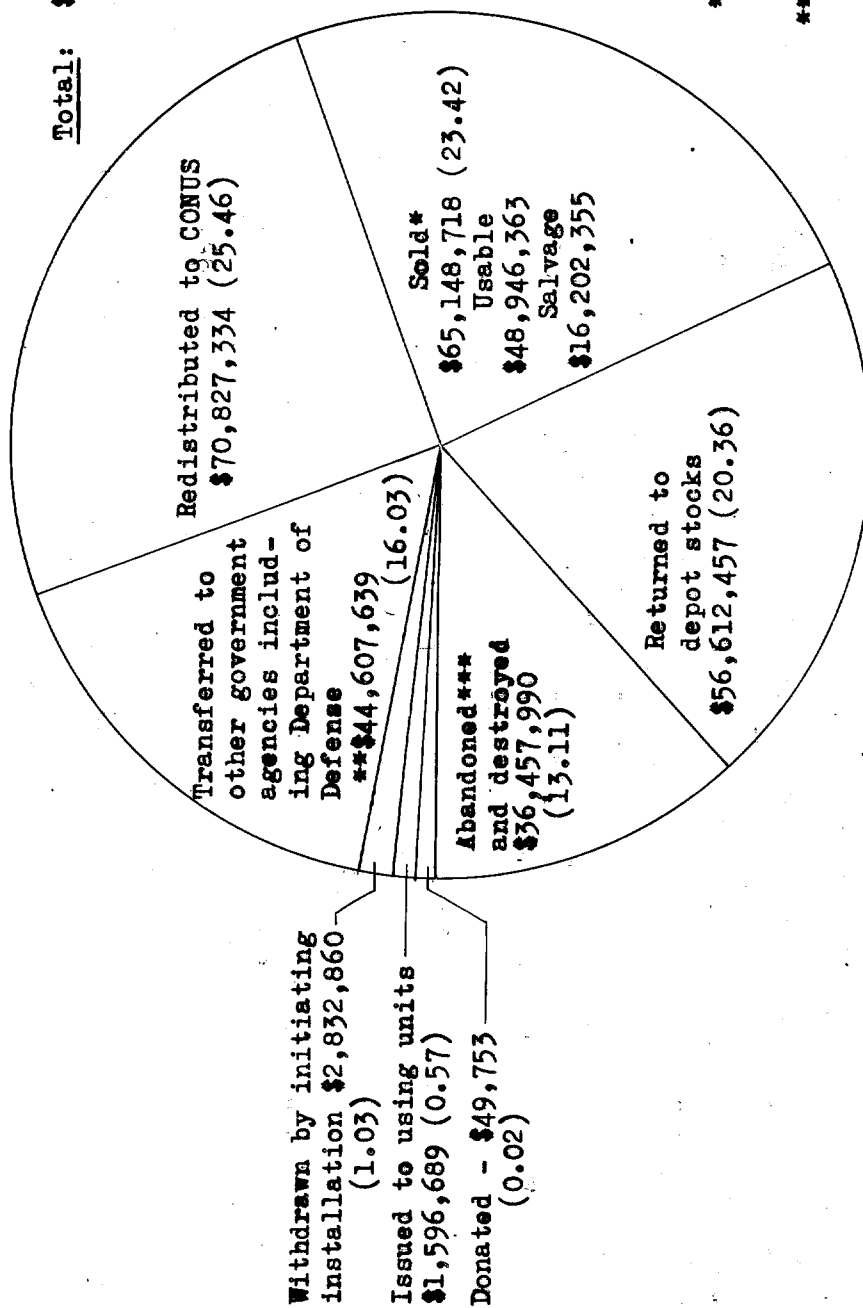 Total: $
Redistributed to CONUS
$70,827,334 (25.46)
Transferred to
other government
agencies includ-
ing Department of
Defense
**$44,607,639
(16.03)
Sold*
$65,148,718 (23.42)
Usable
$48,946,363
Salvage
$16,202,355
Withdrawn by initiating
installation $2,832,860
(1.03)
Issued to using units
$1,596,689 (0.57)
Donated - $49,753
(0.02)
Abandoned***
and destroyed
$36,457,990
(13.11)
Returned to
depot stocks
$56,612,457 (20.36)
*
**